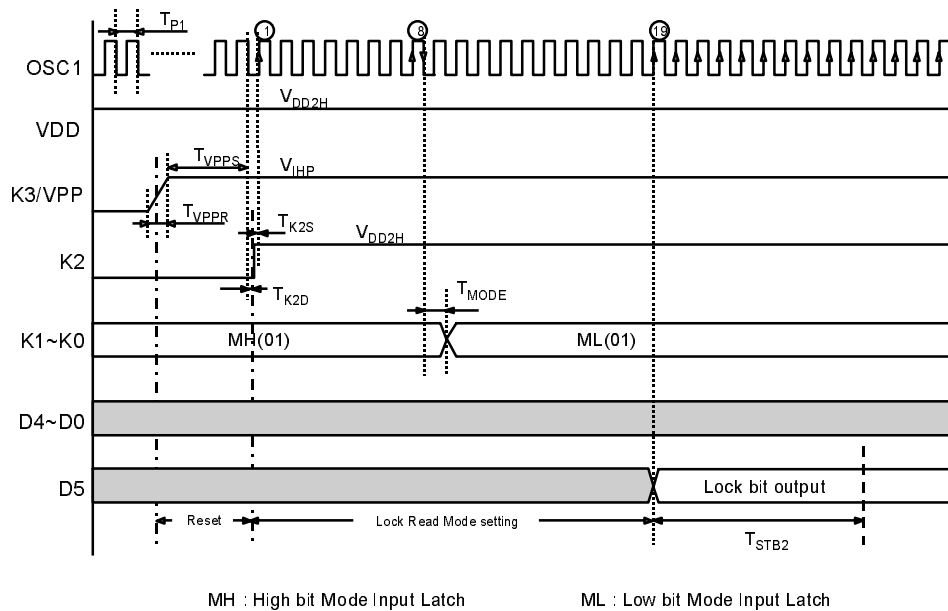 TP1
1
8
19
OSC1
VDD2H
VDD
TVPPS
VIHP
K3/VPP
TVPPR
TK2S
VDD2H
K2
TK2D
TMODE
K1~K0
MH(01)
ML(01)
D4~D0
D5
Lock bit output
Reset
Lock Read Mode setting
TSTB2
MH : High bit Mode Input Latch
ML : Low bit Mode Input Latch